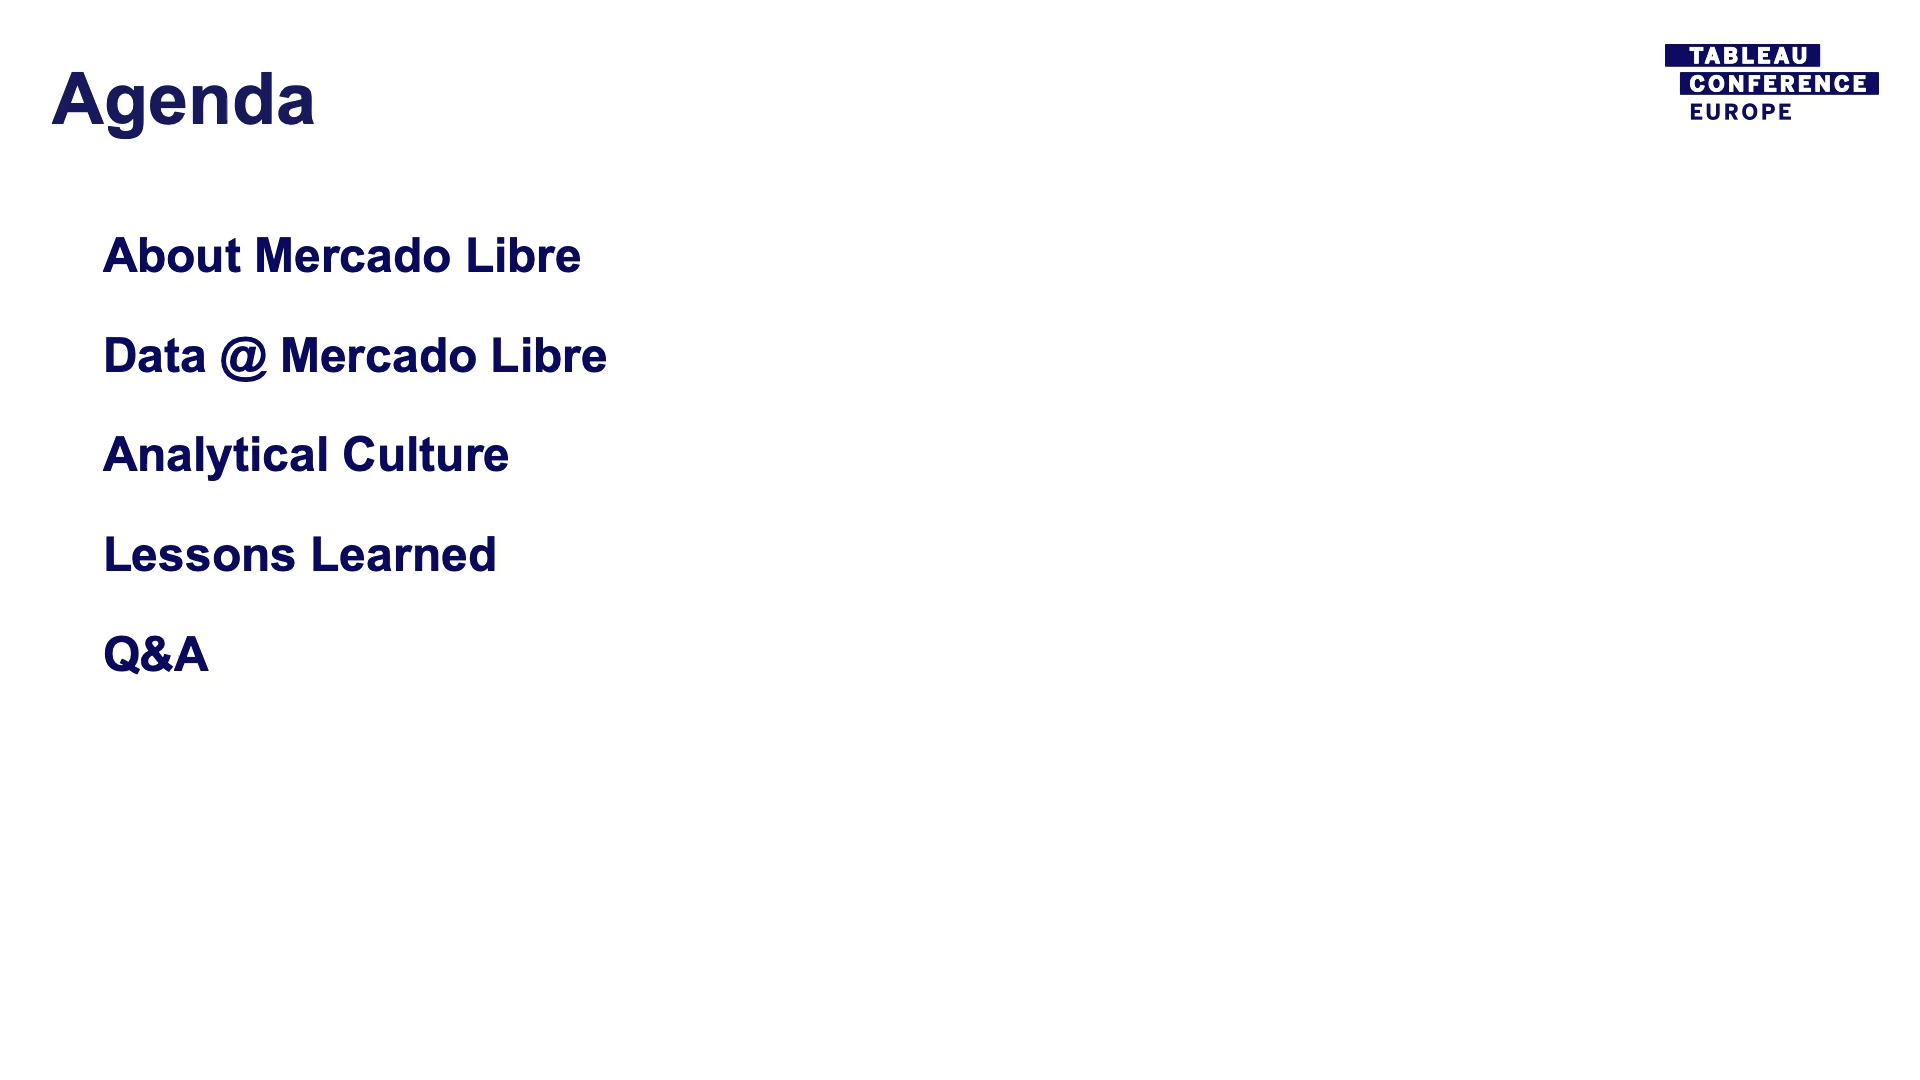 Agenda
TABLEAU
CONFERENCE
EUROPE
About Mercado Libre
Data @ Mercado Libre
Analytical Culture
Lessons Learned
Q&A